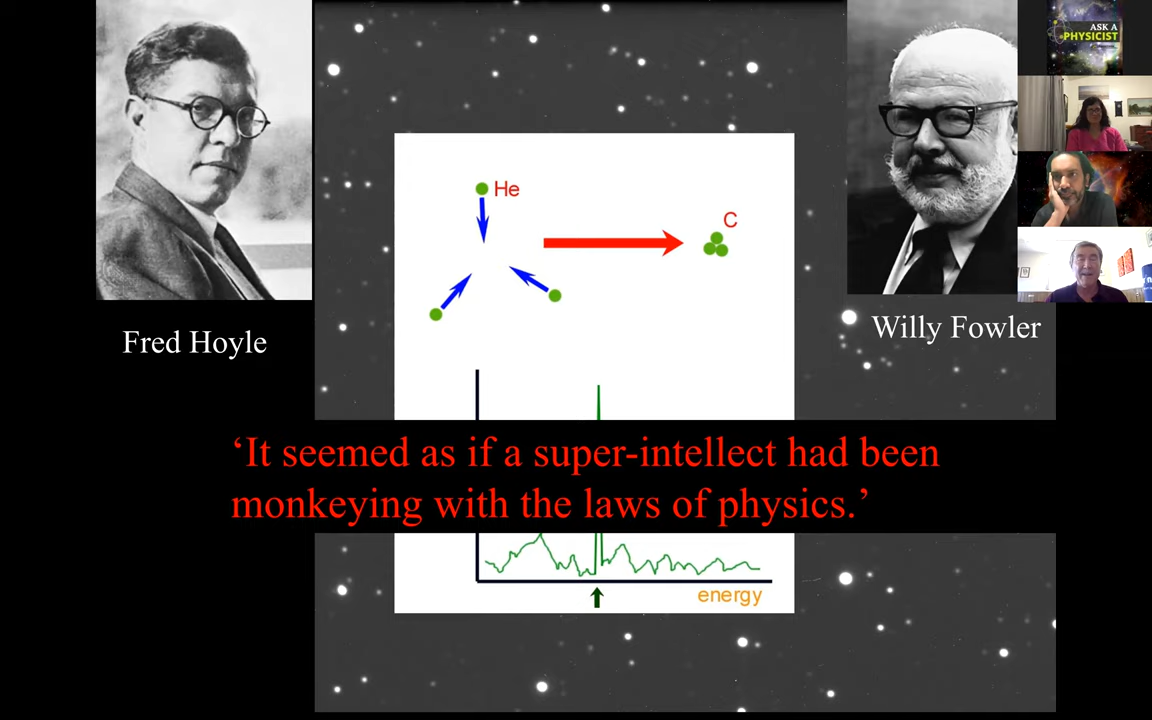 ASK A
PHYSICIST
He
C
Fred Hoyle
Willy Fowler
‘It seemed as if a super-intellect had been
monkeying with the laws of physics.’
energy